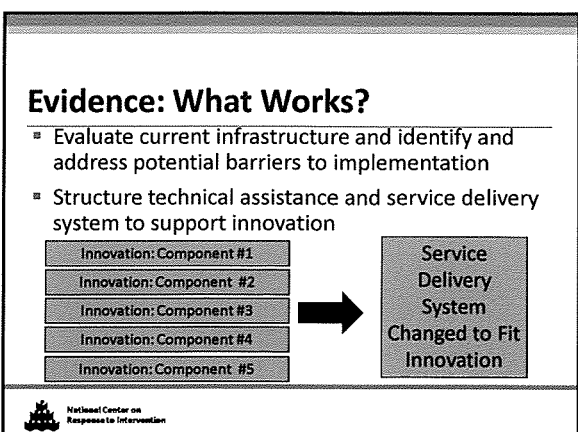 Evidence: What Works?
Evaluate current infrastructure and identify and
address potential barriers to implementation
Structure technical assistance and service delivery
system to support innovation
Innovation: Component #1
Innovation: Component #2
Innovation: Component #3
Innovation: Component #4
Innovation: Component #5
Service
Delivery
System
Changed to Fit
Innovation
National Center on
Response to Intervention